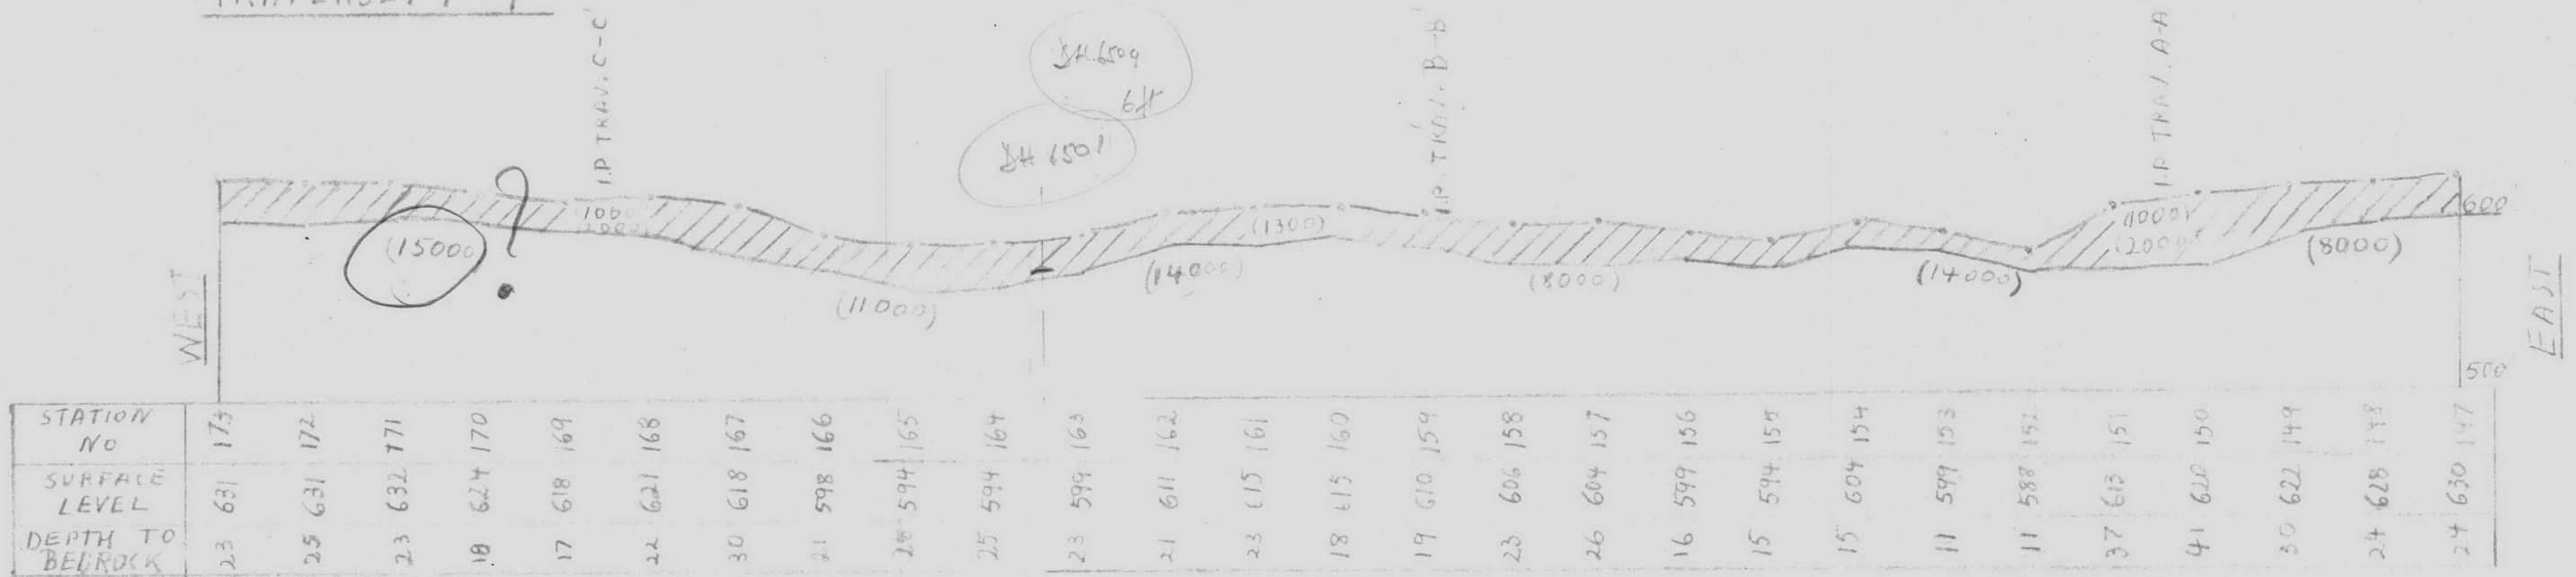 I.P TRAV. C-C'
DH 6509
6H
DH 6501
I.P. TRAV. B-B'
I.P TRAV. A-A
?
1000
2000
(1300)
(1000)
(2000)
600
(15000)
(14000)
(8000)
(14000)
(8000)
(11000)
WEST
EAST
500
STATION NO 173 172 171 170 169 168 167 166 165 164 163 162 161 160 159 158 157 156 155 154 153 152 151 150 149 148 147
SURFACE LEVEL 631 631 632 624 618 621 618 598 594 594 599 611 615 615 610 606 604 599 594 604 599 588 613 620 622 628 630
DEPTH TO BEDROCK 23 25 23 18 17 22 30 21 25 23 21 23 18 19 23 26 16 15 15 11 11 37 41 30 24 24